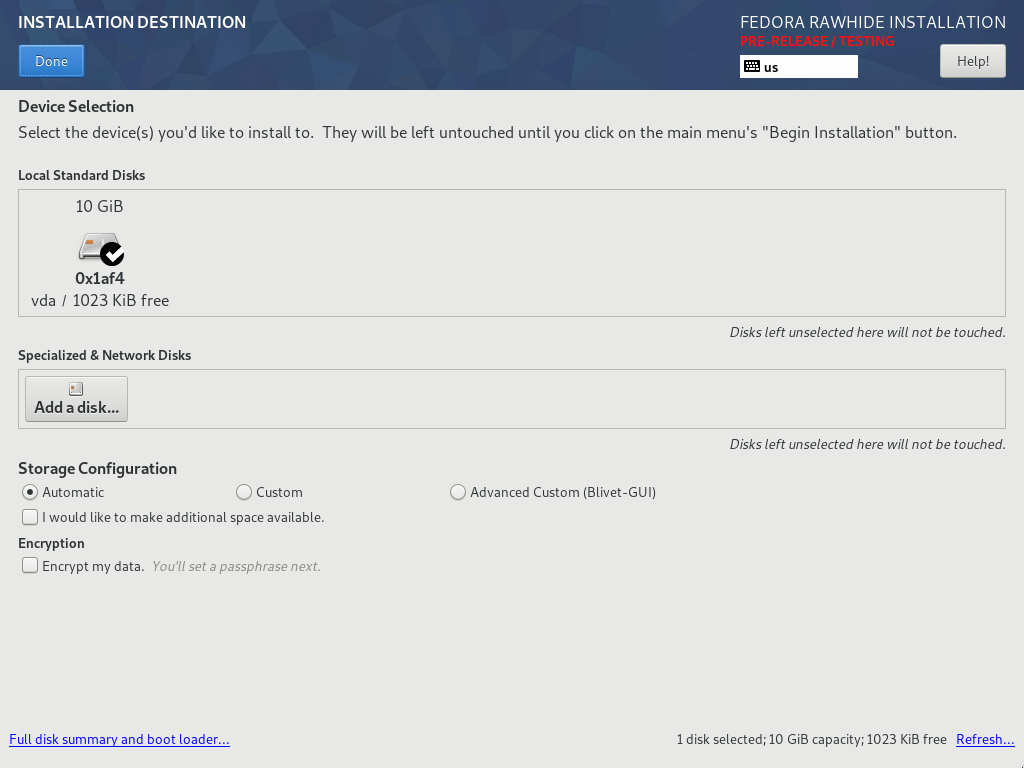 INSTALLATION DESTINATION
FEDORA RAWHIDE INSTALLATION
PRE-RELEASE / TESTING
Done
us
Help!
Device Selection
Select the device(s) you'd like to install to.  They will be left untouched until you click on the main menu's "Begin Installation" button.
Local Standard Disks
10 GiB
0x1af4
vda / 1023 KiB free
Disks left unselected here will not be touched.
Specialized & Network Disks
Add a disk...
Disks left unselected here will not be touched.
Storage Configuration
Automatic
Custom
Advanced Custom (Blivet-GUI)
I would like to make additional space available.
Encryption
Encrypt my data. You'll set a passphrase next.
Full disk summary and boot loader...
1 disk selected; 10 GiB capacity; 1023 KiB free Refresh...